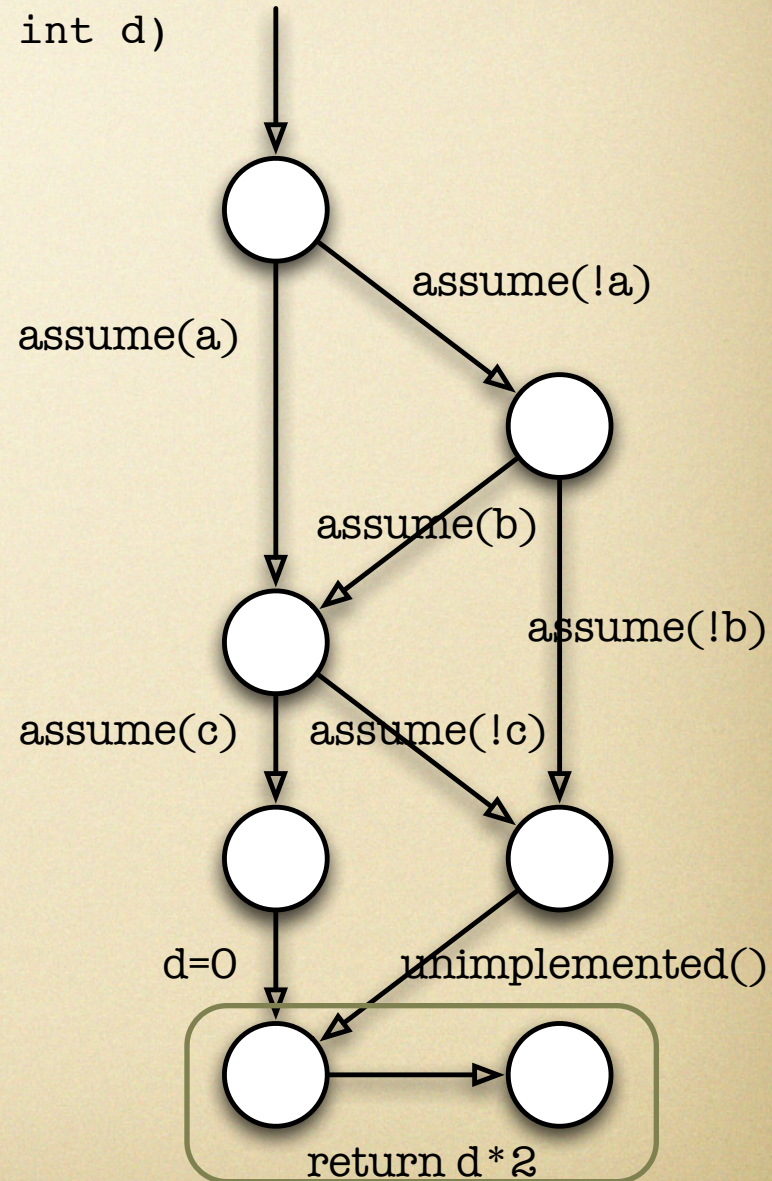 int d)
assume(!a)
assume(a)
assume(b)
assume(!b)
assume(c)
assume(!c)
d=0
unimplemented()
return d*2